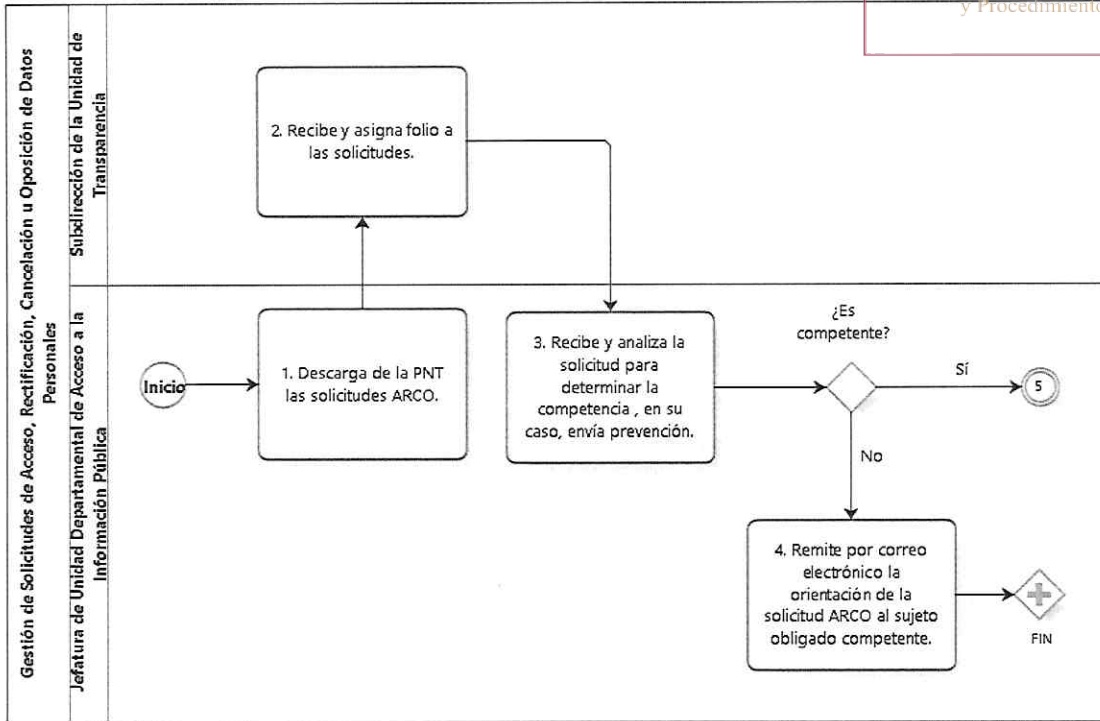 y Procedimiento
Gestión de Solicitudes de Acceso, Rectificación, Cancelación u Oposición de Datos
Personales
Subdirección de la Unidad de
Transparencia
2. Recibe y asigna folio a
las solicitudes.
Jefatura de Unidad Departamental de Acceso a la
Información Pública
Inicio
1. Descarga de la PNT
las solicitudes ARCO.
3. Recibe y analiza la
solicitud para
determinar la
competencia , en su
caso, envía prevención.
¿Es
competente?
Sí
5
No
4. Remite por correo
electrónico la
orientación de la
solicitud ARCO al sujeto
obligado competente.
FIN